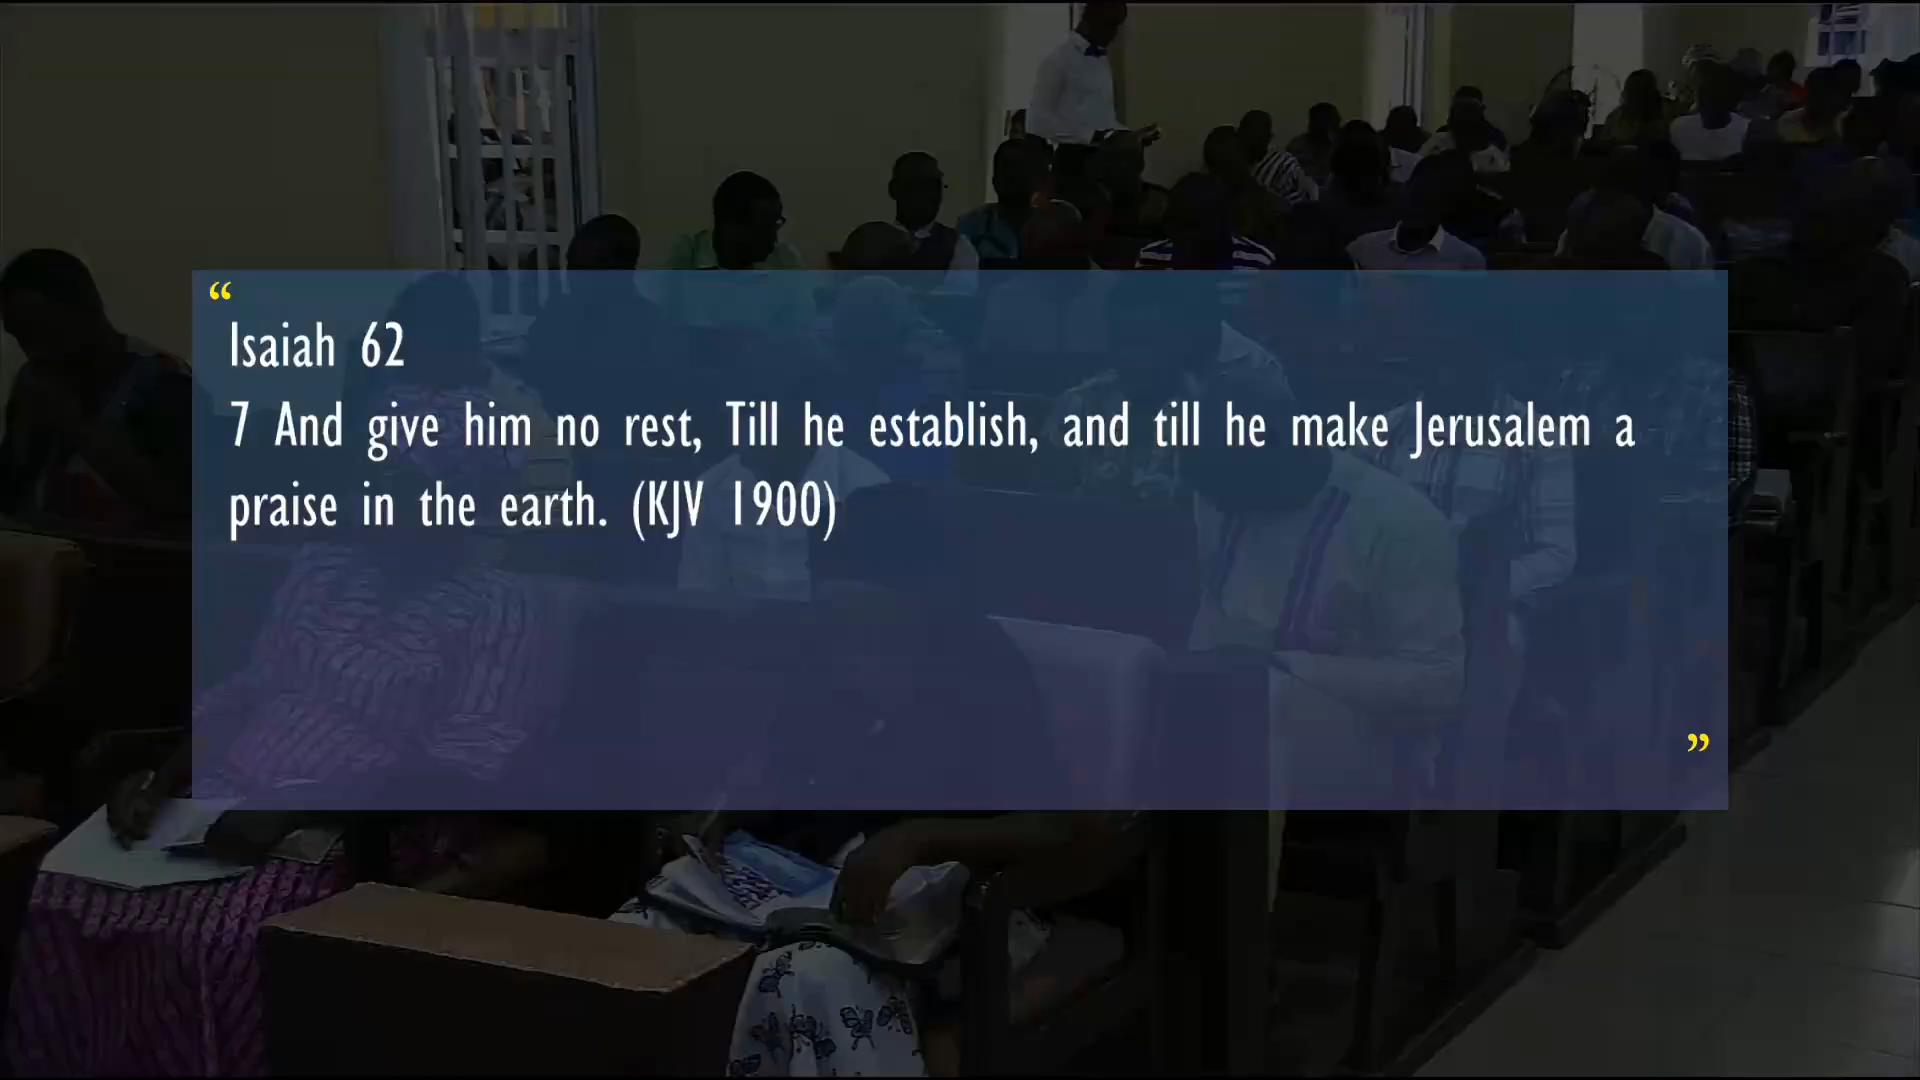 “
Isaiah 62
7 And give him no rest, Till he establish, and till he make Jerusalem a
praise in the earth. (KJV 1900)
”